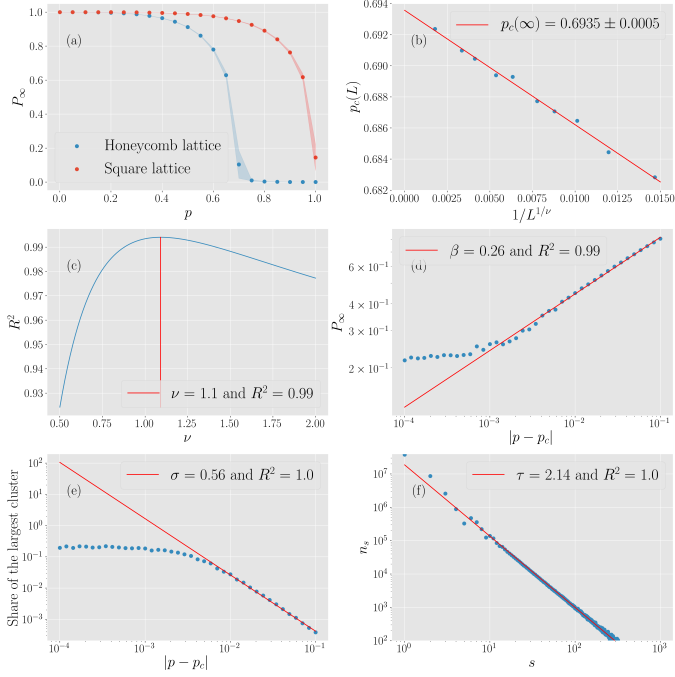 1.0
0.8
0.6
0.4
0.2
0.0
P∞
(a)
Honeycomb lattice
Square lattice
0.0 0.2 0.4 0.6 0.8 1.0
p
0.694
0.692
0.690
0.688
0.686
0.684
0.682
p_c(L)
(b)
p_c(∞) = 0.6935 ± 0.0005
0.0000 0.0025 0.0050 0.0075 0.0100 0.0125 0.0150
1/L^{1/ν}
0.99
0.98
0.97
0.96
0.95
0.94
0.93
R²
(c)
ν = 1.1 and R² = 0.99
0.50 0.75 1.00 1.25 1.50 1.75 2.00
ν
6 × 10⁻¹
4 × 10⁻¹
3 × 10⁻¹
2 × 10⁻¹
P∞
β = 0.26 and R² = 0.99
(d)
10⁻⁴ 10⁻³ 10⁻² 10⁻¹
|p − p_c|
10²
10¹
10⁰
10⁻¹
10⁻²
10⁻³
Share of the largest cluster
σ = 0.56 and R² = 1.0
(e)
10⁻⁴ 10⁻³ 10⁻² 10⁻¹
|p − p_c|
10⁷
10⁶
10⁵
10⁴
10³
10²
n_s
τ = 2.14 and R² = 1.0
(f)
10⁰ 10¹ 10² 10³
s